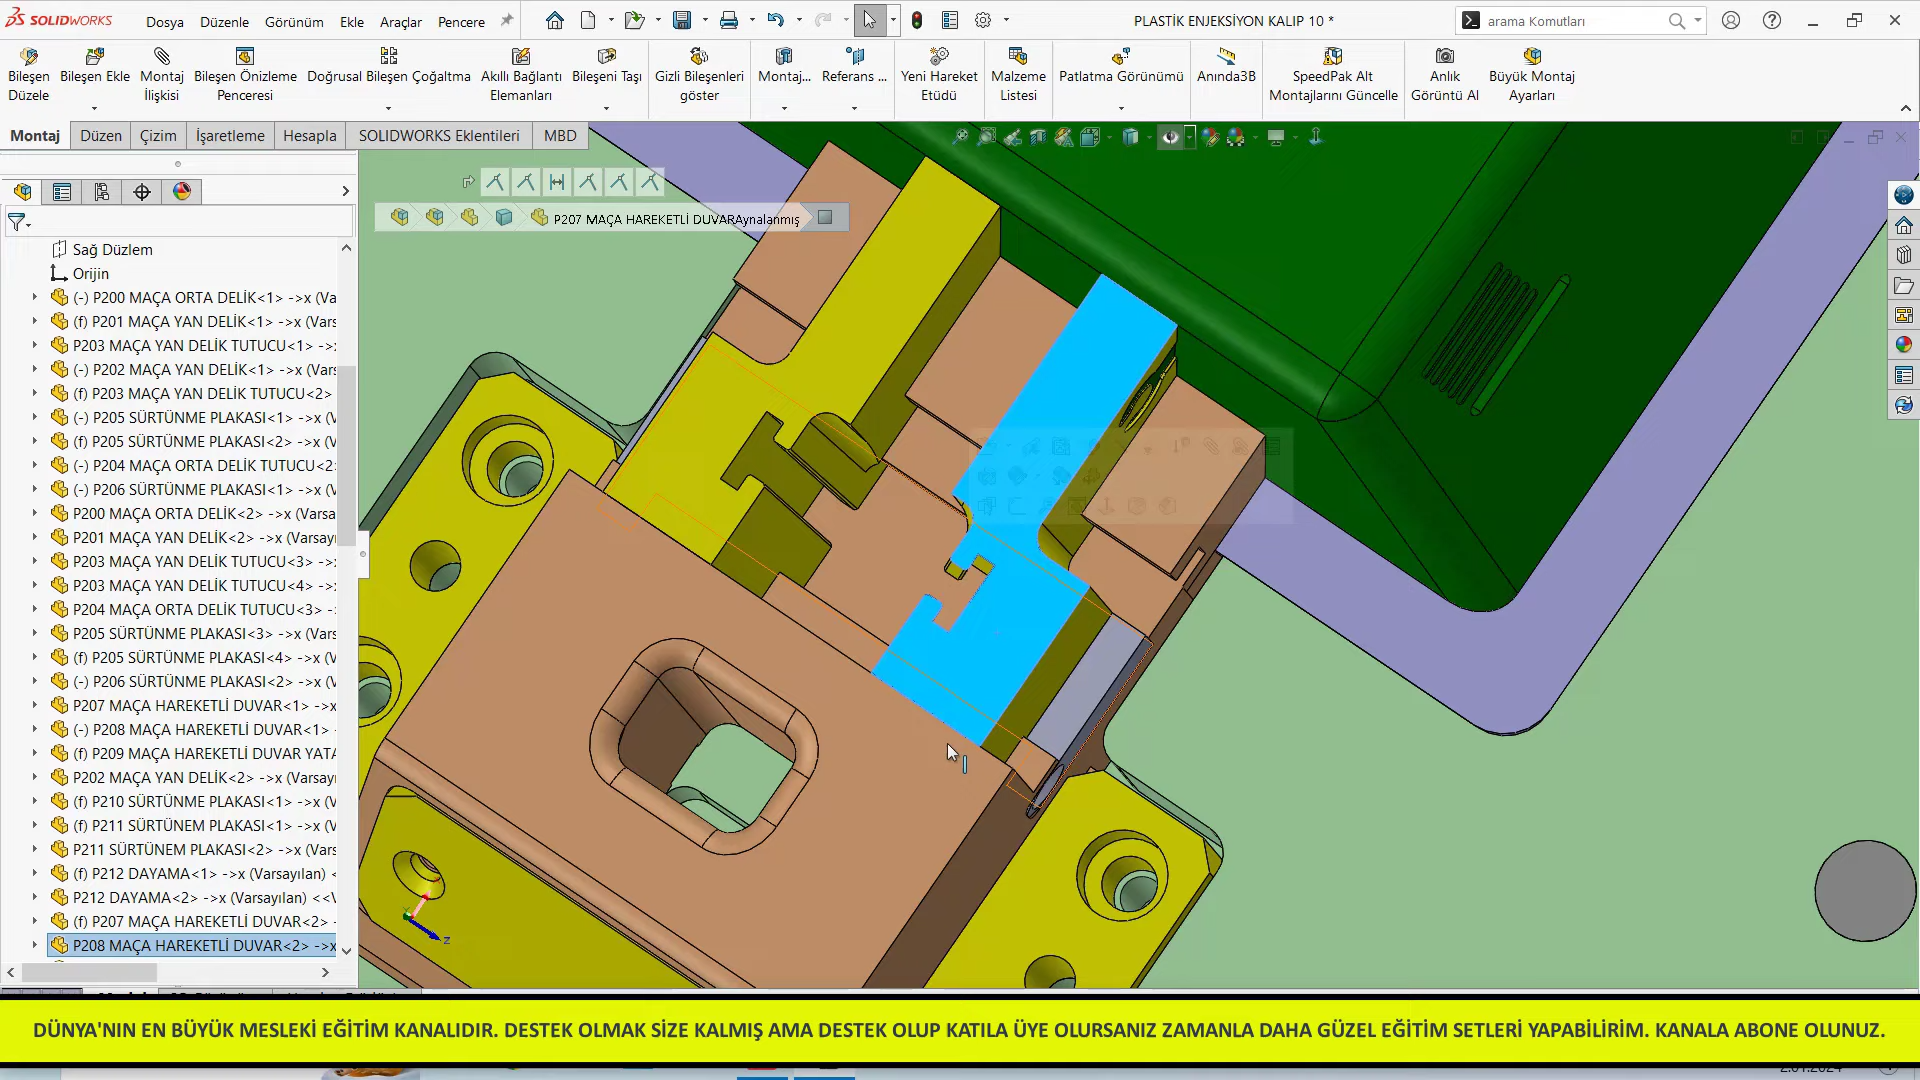 SOLIDWORKS
Dosya Düzenle Görünüm Ekle Araçlar Pencere
PLASTİK ENJEKSİYON KALIP 10 *
arama Komutları
Bileşen Düzele
Bileşen Ekle
Montaj İlişkisi
Bileşen Önizleme Penceresi
Doğrusal Bileşen Çoğaltma
Akıllı Bağlantı Elemanları
Bileşeni Taşı
Gizli Bileşenleri göster
Montaj...
Referans ...
Yeni Hareket Etüdü
Malzeme Listesi
Patlatma Görünümü
Anında3B
SpeedPak Alt Montajlarını Güncelle
Anlık Görüntü Al
Büyük Montaj Ayarları
Montaj Düzen Çizim İşaretleme Hesapla SOLIDWORKS Eklentileri MBD
P207 MAÇA HAREKETLİ DUVARAynalanmış
Sağ Düzlem
Orijin
(-) P200 MAÇA ORTA DELİK<1> ->x (Va
(f) P201 MAÇA YAN DELİK<1> ->x (Vars
P203 MAÇA YAN DELİK TUTUCU<1> ->
(-) P202 MAÇA YAN DELİK<1> ->x (Vars
(f) P203 MAÇA YAN DELİK TUTUCU<2>
(-) P205 SÜRTÜNME PLAKASI<1> ->x (V
(f) P205 SÜRTÜNME PLAKASI<2> ->x (V
(-) P204 MAÇA ORTA DELİK TUTUCU<2
(-) P206 SÜRTÜNME PLAKASI<1> ->x (V
P200 MAÇA ORTA DELİK<2> ->x (Varsa
P201 MAÇA YAN DELİK<2> ->x (Varsayı
P203 MAÇA YAN DELİK TUTUCU<3> ->
P203 MAÇA YAN DELİK TUTUCU<4> ->
P204 MAÇA ORTA DELİK TUTUCU<3> -
P205 SÜRTÜNME PLAKASI<3> ->x (Vars
(f) P205 SÜRTÜNME PLAKASI<4> ->x (V
(-) P206 SÜRTÜNME PLAKASI<2> ->x (V
P207 MAÇA HAREKETLİ DUVAR<1> ->x
(-) P208 MAÇA HAREKETLİ DUVAR<1> -
(f) P209 MAÇA HAREKETLİ DUVAR YATA
P202 MAÇA YAN DELİK<2> ->x (Varsayı
(f) P210 SÜRTÜNME PLAKASI<1> ->x (V
(f) P211 SÜRTÜNEM PLAKASI<1> ->x (V
P211 SÜRTÜNEM PLAKASI<2> ->x (Vars
(f) P212 DAYAMA<1> ->x (Varsayılan) <
P212 DAYAMA<2> ->x (Varsayılan) <<V
(f) P207 MAÇA HAREKETLİ DUVAR<2> -
P208 MAÇA HAREKETLİ DUVAR<2> ->x
Z
DÜNYA'NIN EN BÜYÜK MESLEKİ EĞİTİM KANALIDIR. DESTEK OLMAK SİZE KALMIŞ AMA DESTEK OLUP KATILA ÜYE OLURSANIZ ZAMANLA DAHA GÜZEL EĞİTİM SETLERİ YAPABİLİRİM. KANALA ABONE OLUNUZ.